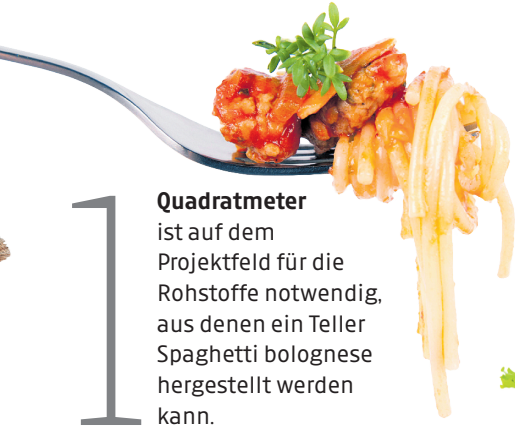 1
Quadratmeter
ist auf dem
Projektfeld für die
Rohstoffe notwendig,
aus denen ein Teller
Spaghetti bolognese
hergestellt werden
kann.